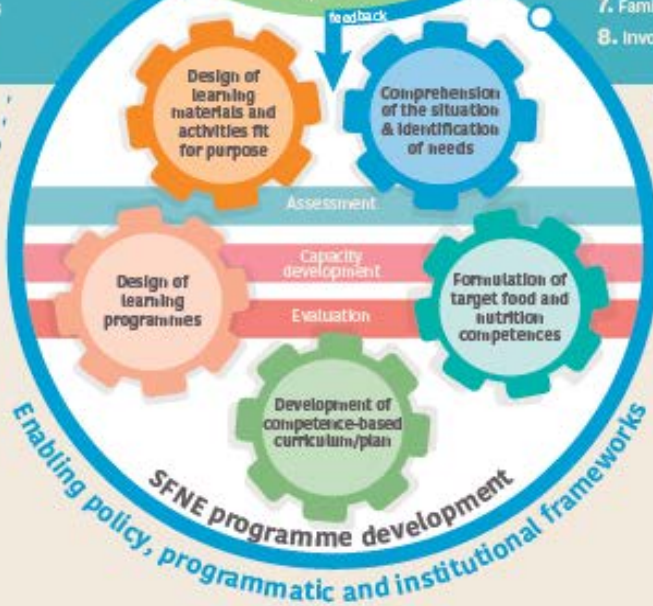 feedback
7. Fami
8. Invo
Design of
learning
materials and
activities fit
for purpose
Comprehension
of the situation
& identification
of needs
Assessment
Capacity
development
Evaluation
Design of
learning
programmes
Formulation of
target food and
nutrition
competences
Development of
competence-based
curriculum/plan
SFNE programme development
Enabling policy, programmatic and institutional frameworks